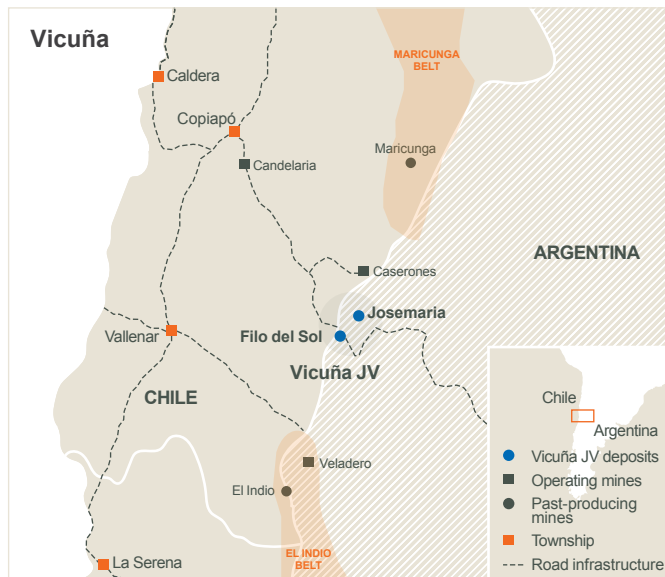 Vicuña
MARICUNGA
BELT
Caldera
Copiapó
Maricunga
Candelaria
ARGENTINA
Caserones
Josemaria
Filo del Sol
Vallenar
Vicuña JV
CHILE
Veladero
El Indio
EL INDIO
BELT
La Serena
Chile
Argentina
Vicuña JV deposits
Operating mines
Past-producing
mines
Township
Road infrastructure